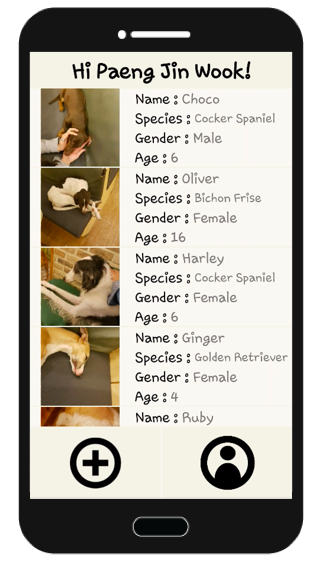 Hi Paeng Jin Wook!
Name : Choco
Species : Cocker Spaniel
Gender : Male
Age : 6
Name : Oliver
Species : Bichon Frise
Gender : Female
Age : 16
Name : Harley
Species : Cocker Spaniel
Gender : Female
Age : 6
Name : Ginger
Species : Golden Retriever
Gender : Female
Age : 4
Name : Ruby